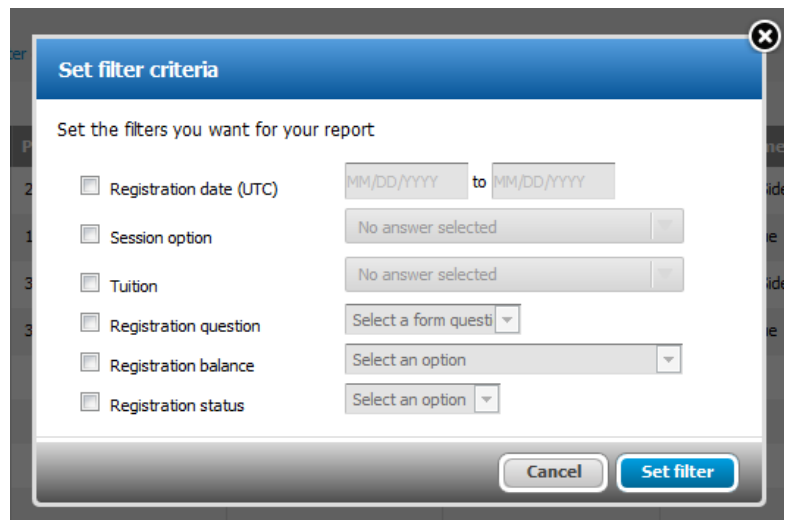 Set filter criteria
Set the filters you want for your report
Registration date (UTC) MM/DD/YYYY to MM/DD/YYYY
Session option No answer selected
Tuition No answer selected
Registration question Select a form questi
Registration balance Select an option
Registration status Select an option
Cancel Set filter